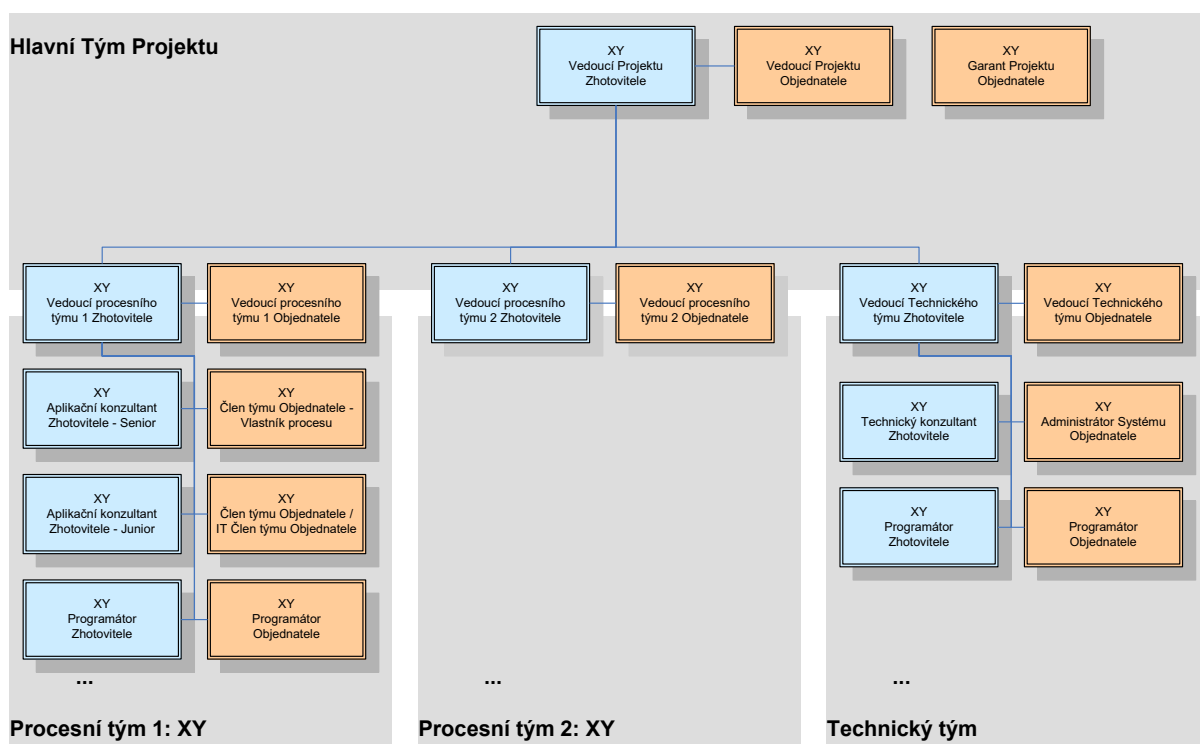 Hlavní Tým Projektu
XY
Vedoucí Projektu
Zhotovitele
XY
Vedoucí Projektu
Objednatele
XY
Garant Projektu
Objednatele
XY
Vedoucí procesního
týmu 1 Zhotovitele
XY
Vedoucí procesního
týmu 1 Objednatele
XY
Vedoucí procesního
týmu 2 Zhotovitele
XY
Vedoucí procesního
týmu 2 Objednatele
XY
Vedoucí Technického
týmu Zhotovitele
XY
Vedoucí Technického
týmu Objednatele
XY
Aplikační konzultant
Zhotovitele - Senior
XY
Člen týmu Objednatele -
Vlastník procesu
XY
Technický konzultant
Zhotovitele
XY
Administrátor Systému
Objednatele
XY
Aplikační konzultant
Zhotovitele - Junior
XY
Člen týmu Objednatele /
IT Člen týmu Objednatele
XY
Programátor
Zhotovitele
XY
Programátor
Objednatele
XY
Programátor
Zhotovitele
XY
Programátor
Objednatele
...
...
...
Procesní tým 1: XY
Procesní tým 2: XY
Technický tým